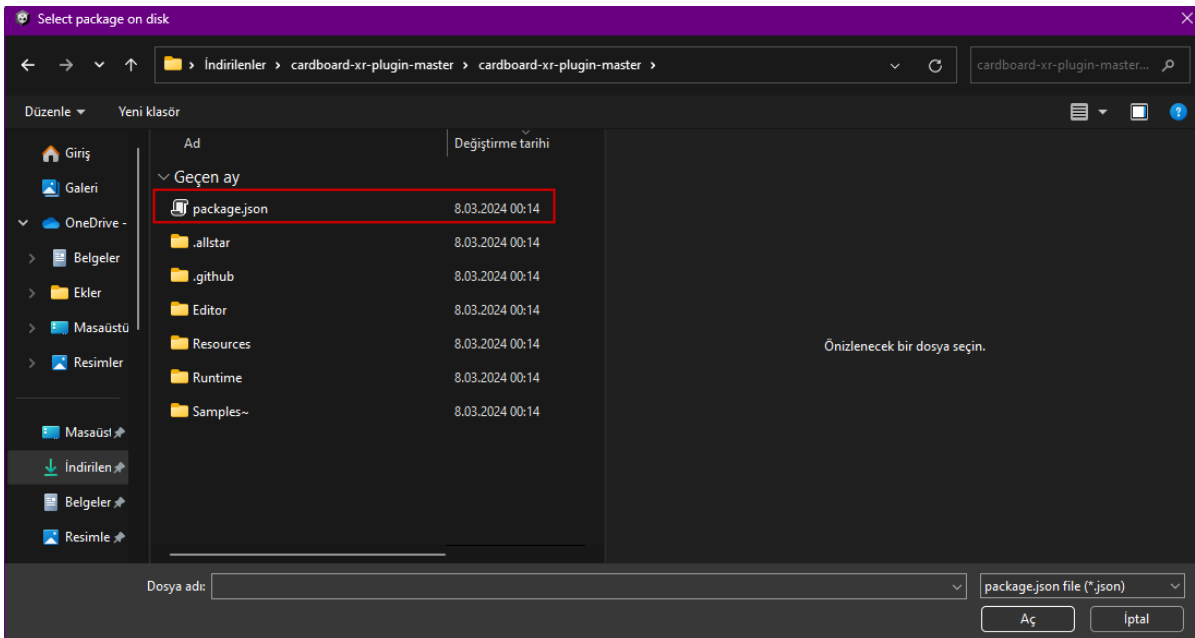 Select package on disk
İndirilenler > cardboard-xr-plugin-master > cardboard-xr-plugin-master >
cardboard-xr-plugin-master...
Düzenle
Yeni klasör
Giriş
Galeri
OneDrive -
Belgeler
Ekler
Masaüstü
Resimler
Masaüst
İndirilen
Belgeler
Resimle
Ad
Değiştirme tarihi
Geçen ay
package.json 8.03.2024 00:14
.allstar 8.03.2024 00:14
.github 8.03.2024 00:14
Editor 8.03.2024 00:14
Resources 8.03.2024 00:14
Runtime 8.03.2024 00:14
Samples~ 8.03.2024 00:14
Önizlenecek bir dosya seçin.
Dosya adı:
package.json file (*.json)
Aç
İptal